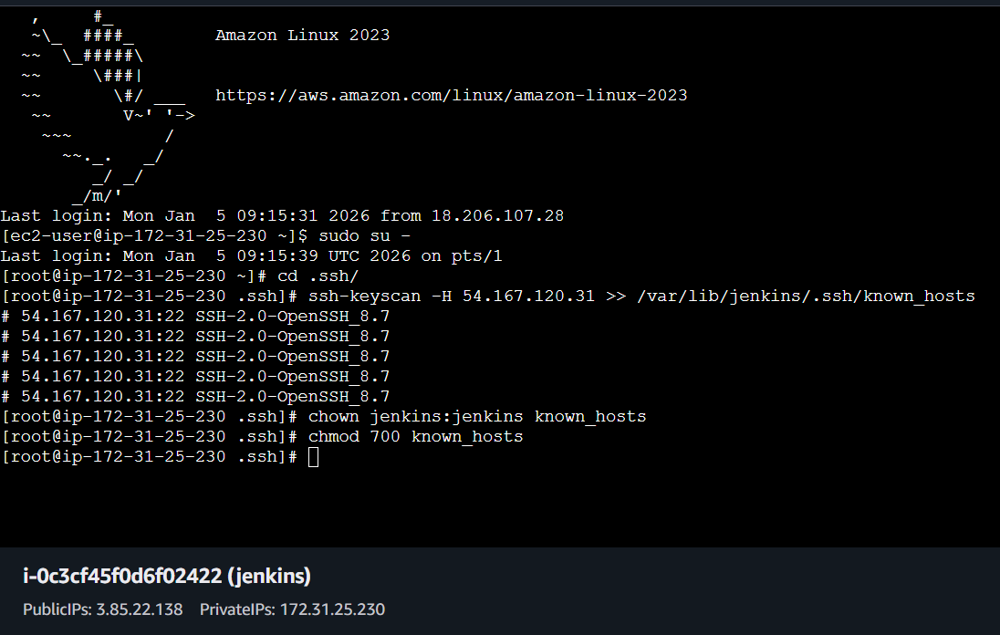 ,     #_
   ~\_  ####_        Amazon Linux 2023
  ~~  \_#####\
  ~~     \###|
  ~~       \#/ ___   https://aws.amazon.com/linux/amazon-linux-2023
   ~~       V~' '->
    ~~~         /
      ~~._.   _/
         _/ _/
       _/m/'
Last login: Mon Jan  5 09:15:31 2026 from 18.206.107.28
[ec2-user@ip-172-31-25-230 ~]$ sudo su -
Last login: Mon Jan  5 09:15:39 UTC 2026 on pts/1
[root@ip-172-31-25-230 ~]# cd .ssh/
[root@ip-172-31-25-230 .ssh]# ssh-keyscan -H 54.167.120.31 >> /var/lib/jenkins/.ssh/known_hosts
# 54.167.120.31:22 SSH-2.0-OpenSSH_8.7
# 54.167.120.31:22 SSH-2.0-OpenSSH_8.7
# 54.167.120.31:22 SSH-2.0-OpenSSH_8.7
# 54.167.120.31:22 SSH-2.0-OpenSSH_8.7
# 54.167.120.31:22 SSH-2.0-OpenSSH_8.7
[root@ip-172-31-25-230 .ssh]# chown jenkins:jenkins known_hosts
[root@ip-172-31-25-230 .ssh]# chmod 700 known_hosts
[root@ip-172-31-25-230 .ssh]#
i-0c3cf45f0d6f02422 (jenkins)
PublicIPs: 3.85.22.138   PrivateIPs: 172.31.25.230